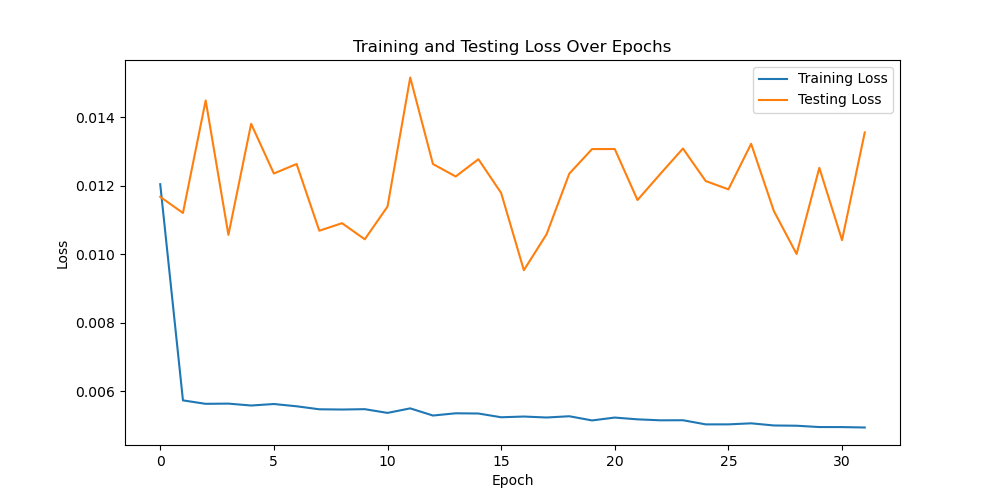 Training and Testing Loss Over Epochs
Training Loss
Testing Loss
0.014
0.012
0.010
0.008
0.006
Loss
0
5
10
15
20
25
30
Epoch